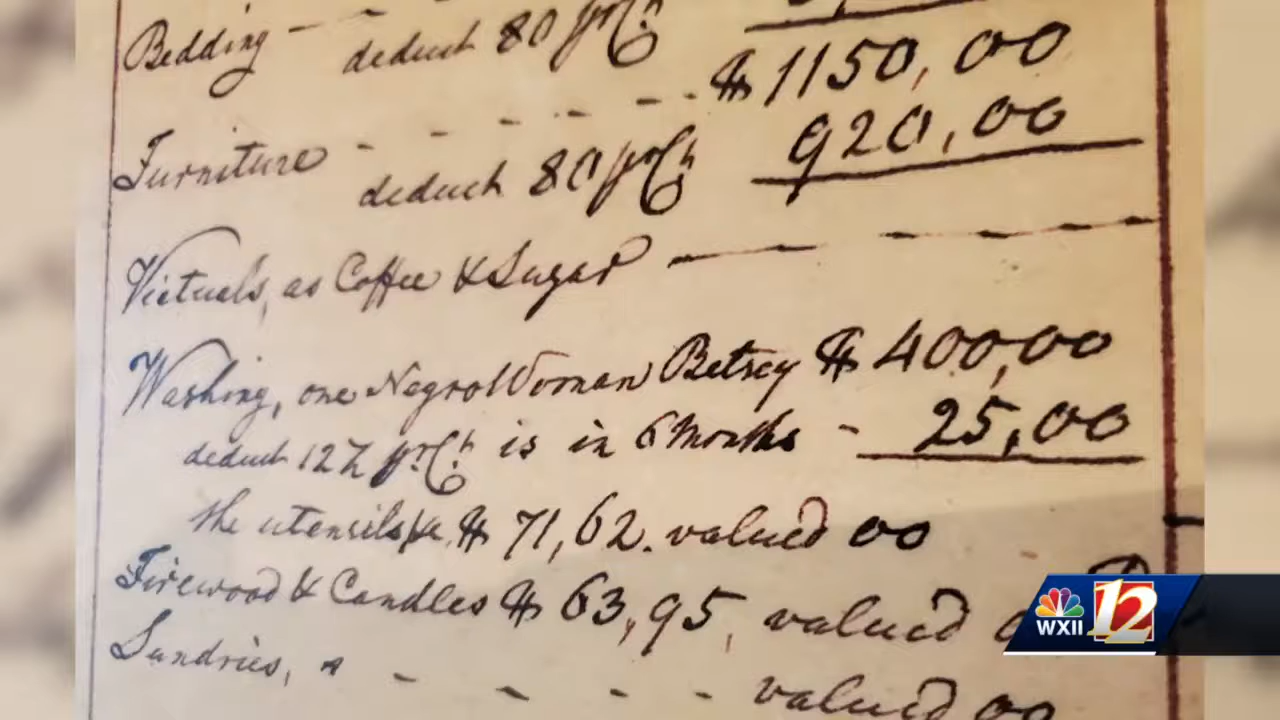 Bedding — —
deduct 80 pr Ct
$ 1150,00
Furniture - - - - -
deduct 80 pr Ct 920,00
Victuals, as Coffee & Sugar — - - - -
Washing, one Negro Woman Betsey $ 400,00
deduct 12½ pr Ct is in 6 Months - 25,00
the utensils &c. $ 71,62. valued 00
Firewood & Candles $ 63,95, valued
Sundries, - - - - valued 00
WXII 12